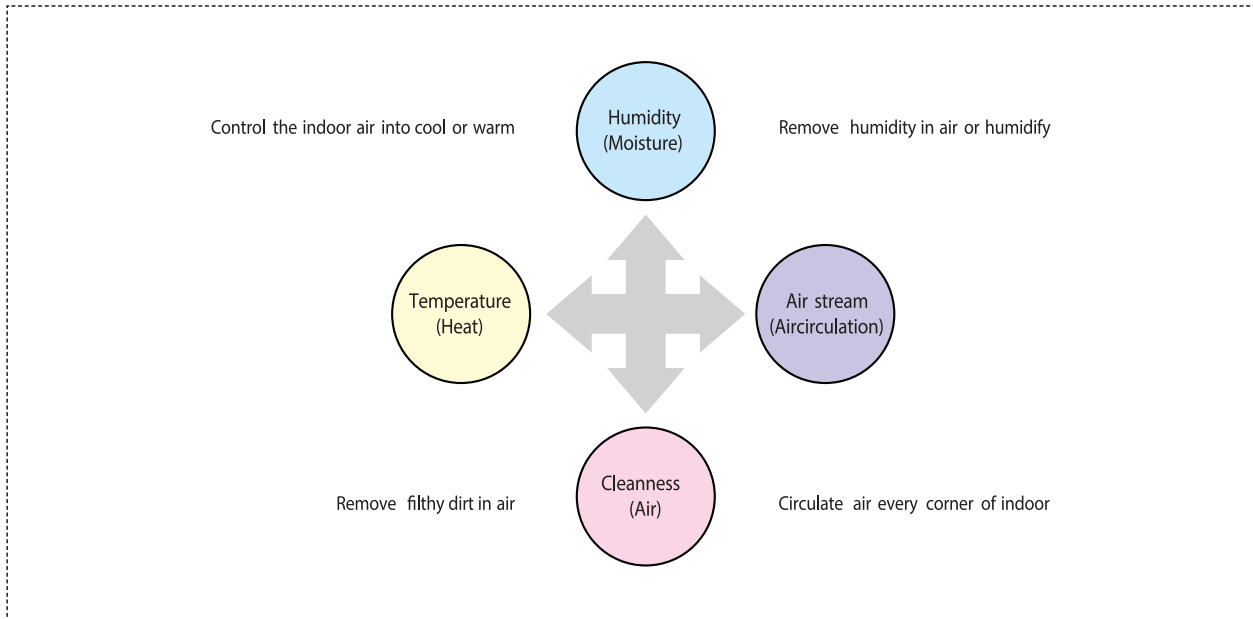 Humidity
(Moisture)
Control the indoor air into cool or warm
Remove humidity in air or humidify
Temperature
(Heat)
Air stream
(Aircirculation)
Cleanness
(Air)
Remove filthy dirt in air
Circulate air every corner of indoor